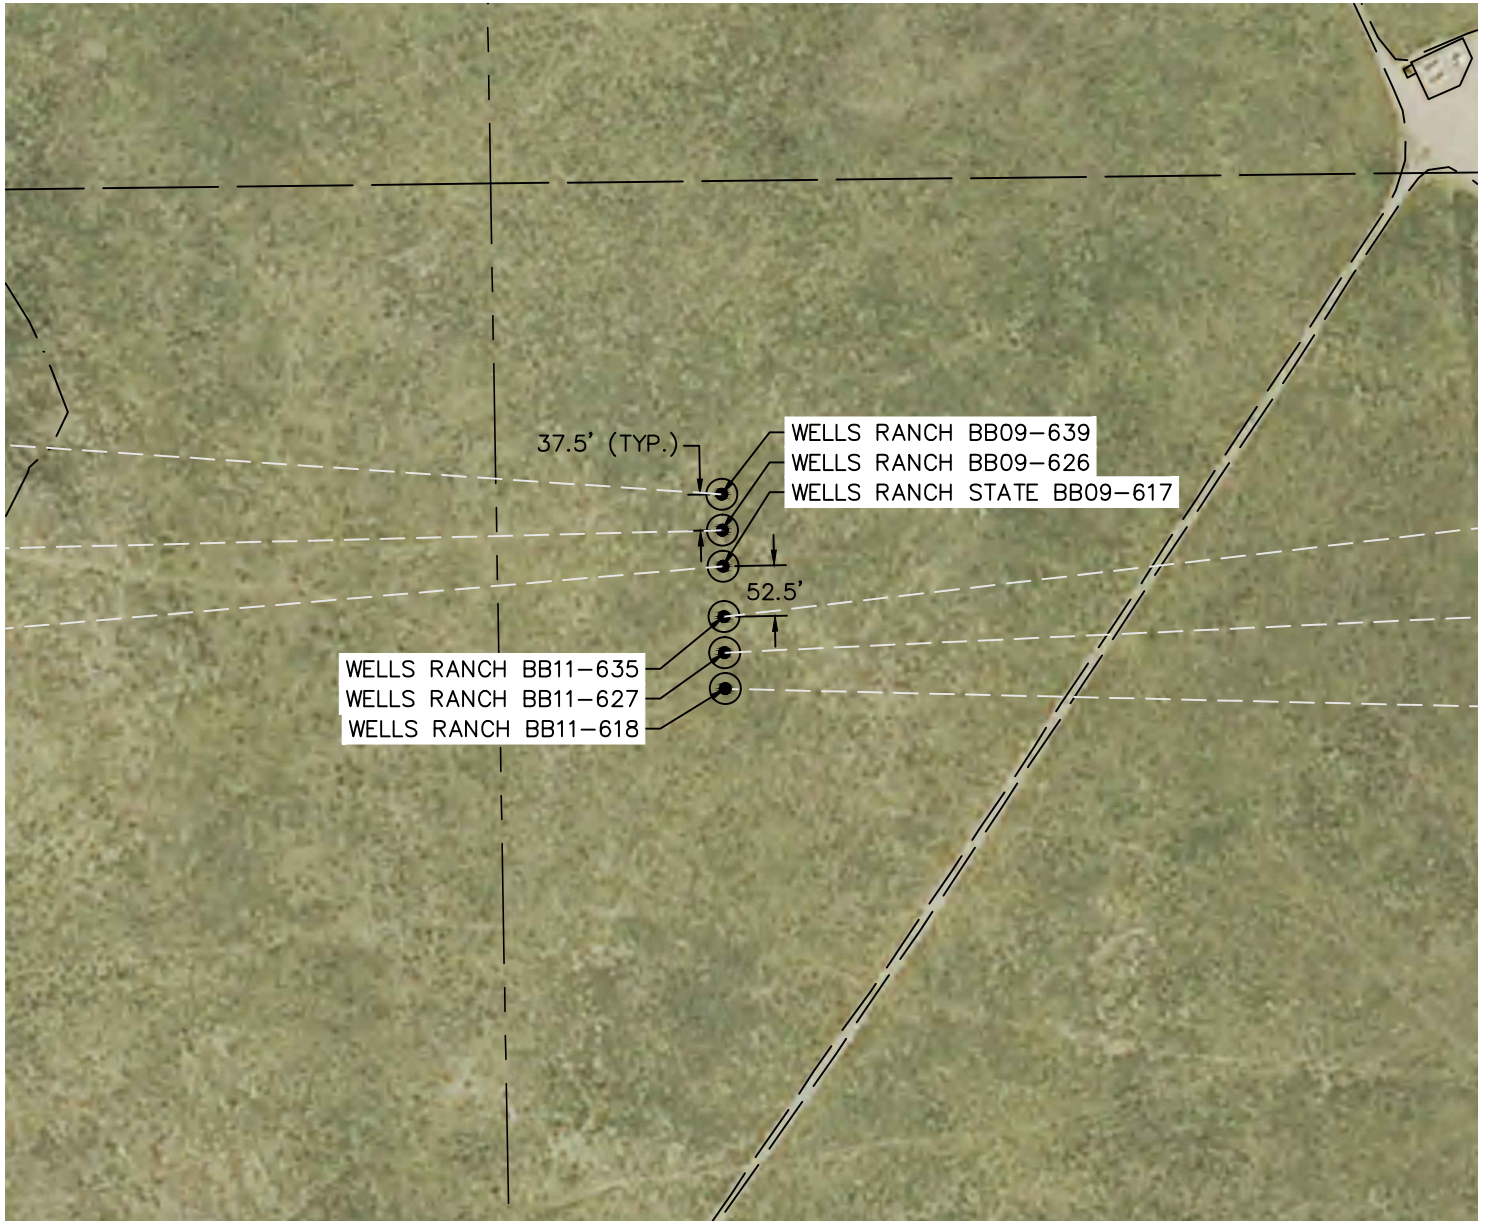 WELLS RANCH BB09-639
37.5' (TYP.)
WELLS RANCH BB09-626
WELLS RANCH STATE BB09-617
52.5'
WELLS RANCH BB11-635
WELLS RANCH BB11-627
WELLS RANCH BB11-618